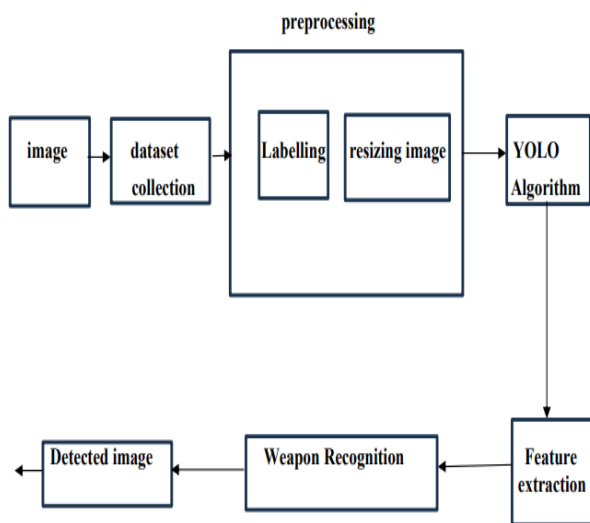 preprocessing
image
dataset
collection
Labelling
resizing image
YOLO
Algorithm
Detected image
Weapon Recognition
Feature
extraction